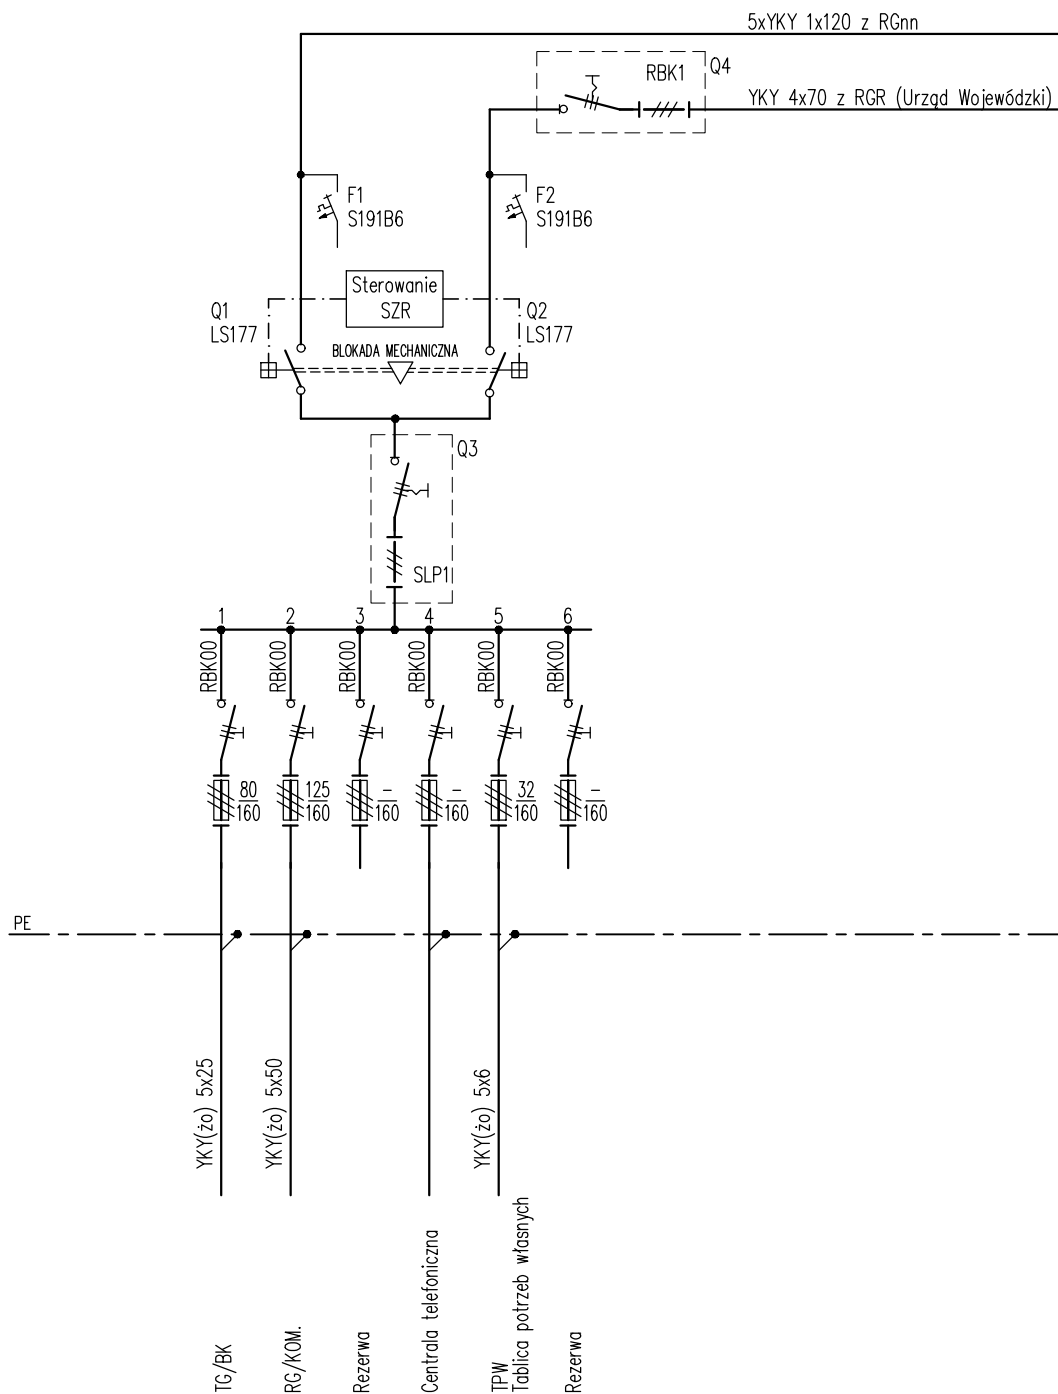 5xYKY 1x120 z RGnn
Q4
RBK1
YKY 4x70 z RGR (Urząd Wojewódzki)
F1
S191B6
F2
S191B6
Sterowanie
SZR
Q1
LS177
Q2
LS177
BLOKADA MECHANICZNA
Q3
SLP1
1
2
3
4
5
6
RBK00
RBK00
RBK00
RBK00
RBK00
RBK00
80
160
125
160
-
160
-
160
32
160
-
160
PE
YKY(żo) 5x25
YKY(żo) 5x50
YKY(żo) 5x6
TG/BK
RG/KOM.
Rezerwa
Centrala telefoniczna
TPW
Tablica potrzeb własnych
Rezerwa